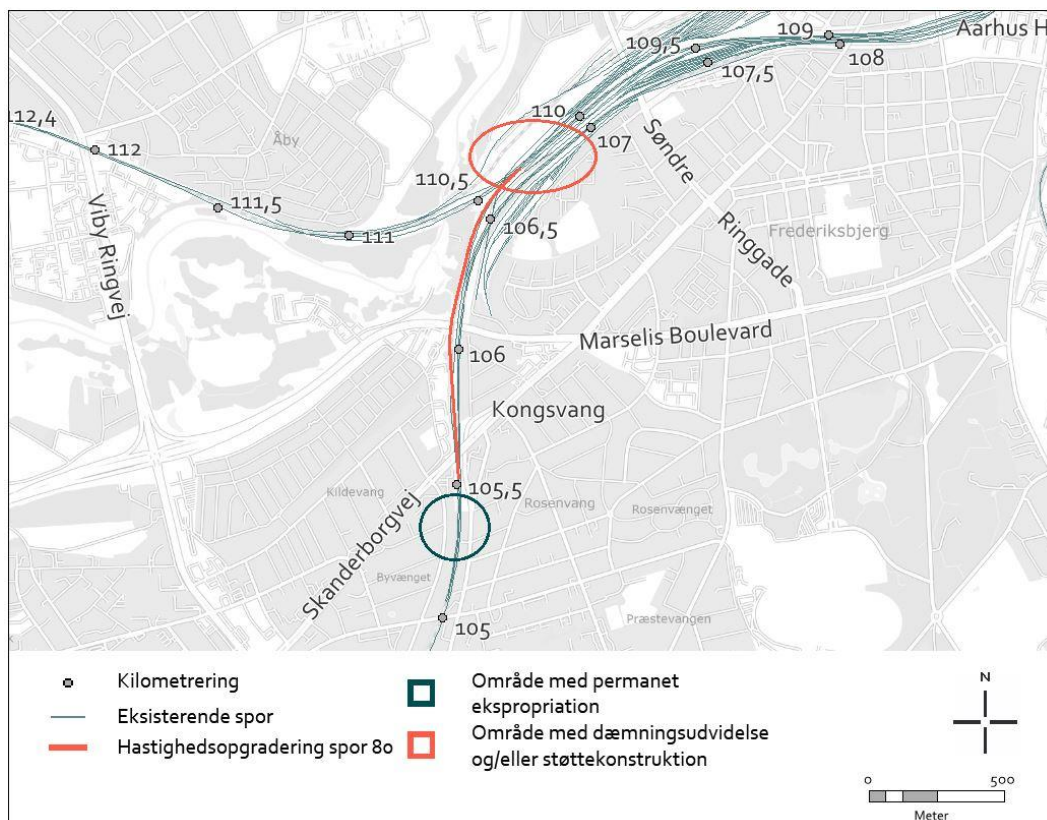 109
Aarhus H
109,5
108
107,5
112,4
110
107
112
Åby
Søndre
110,5
111,5
106,5
111
Ringgade
Frederiksbjerg
Viby Ringvej
Marselis Boulevard
106
Kongsvang
105,5
Kildevang
Rosenvang
Rosenvænget
Skanderborgvej
Byvænget
105
Præstevangen
Kilometrering
Eksisterende spor
Hastighedsopgradering spor 80
Område med permanet
ekspropriation
Område med dæmningsudvidelse
og/eller støttekonstruktion
N
0
500
Meter